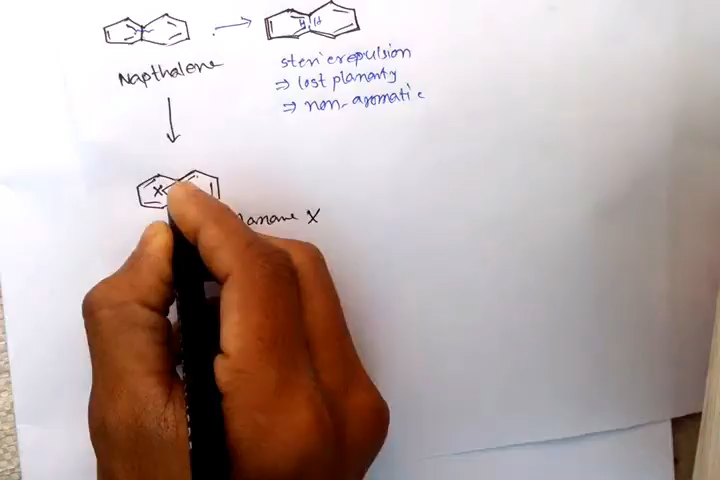 H H
Napthalene
steric repulsion
⇒ lost planarity
⇒ non-aromatic
X
X